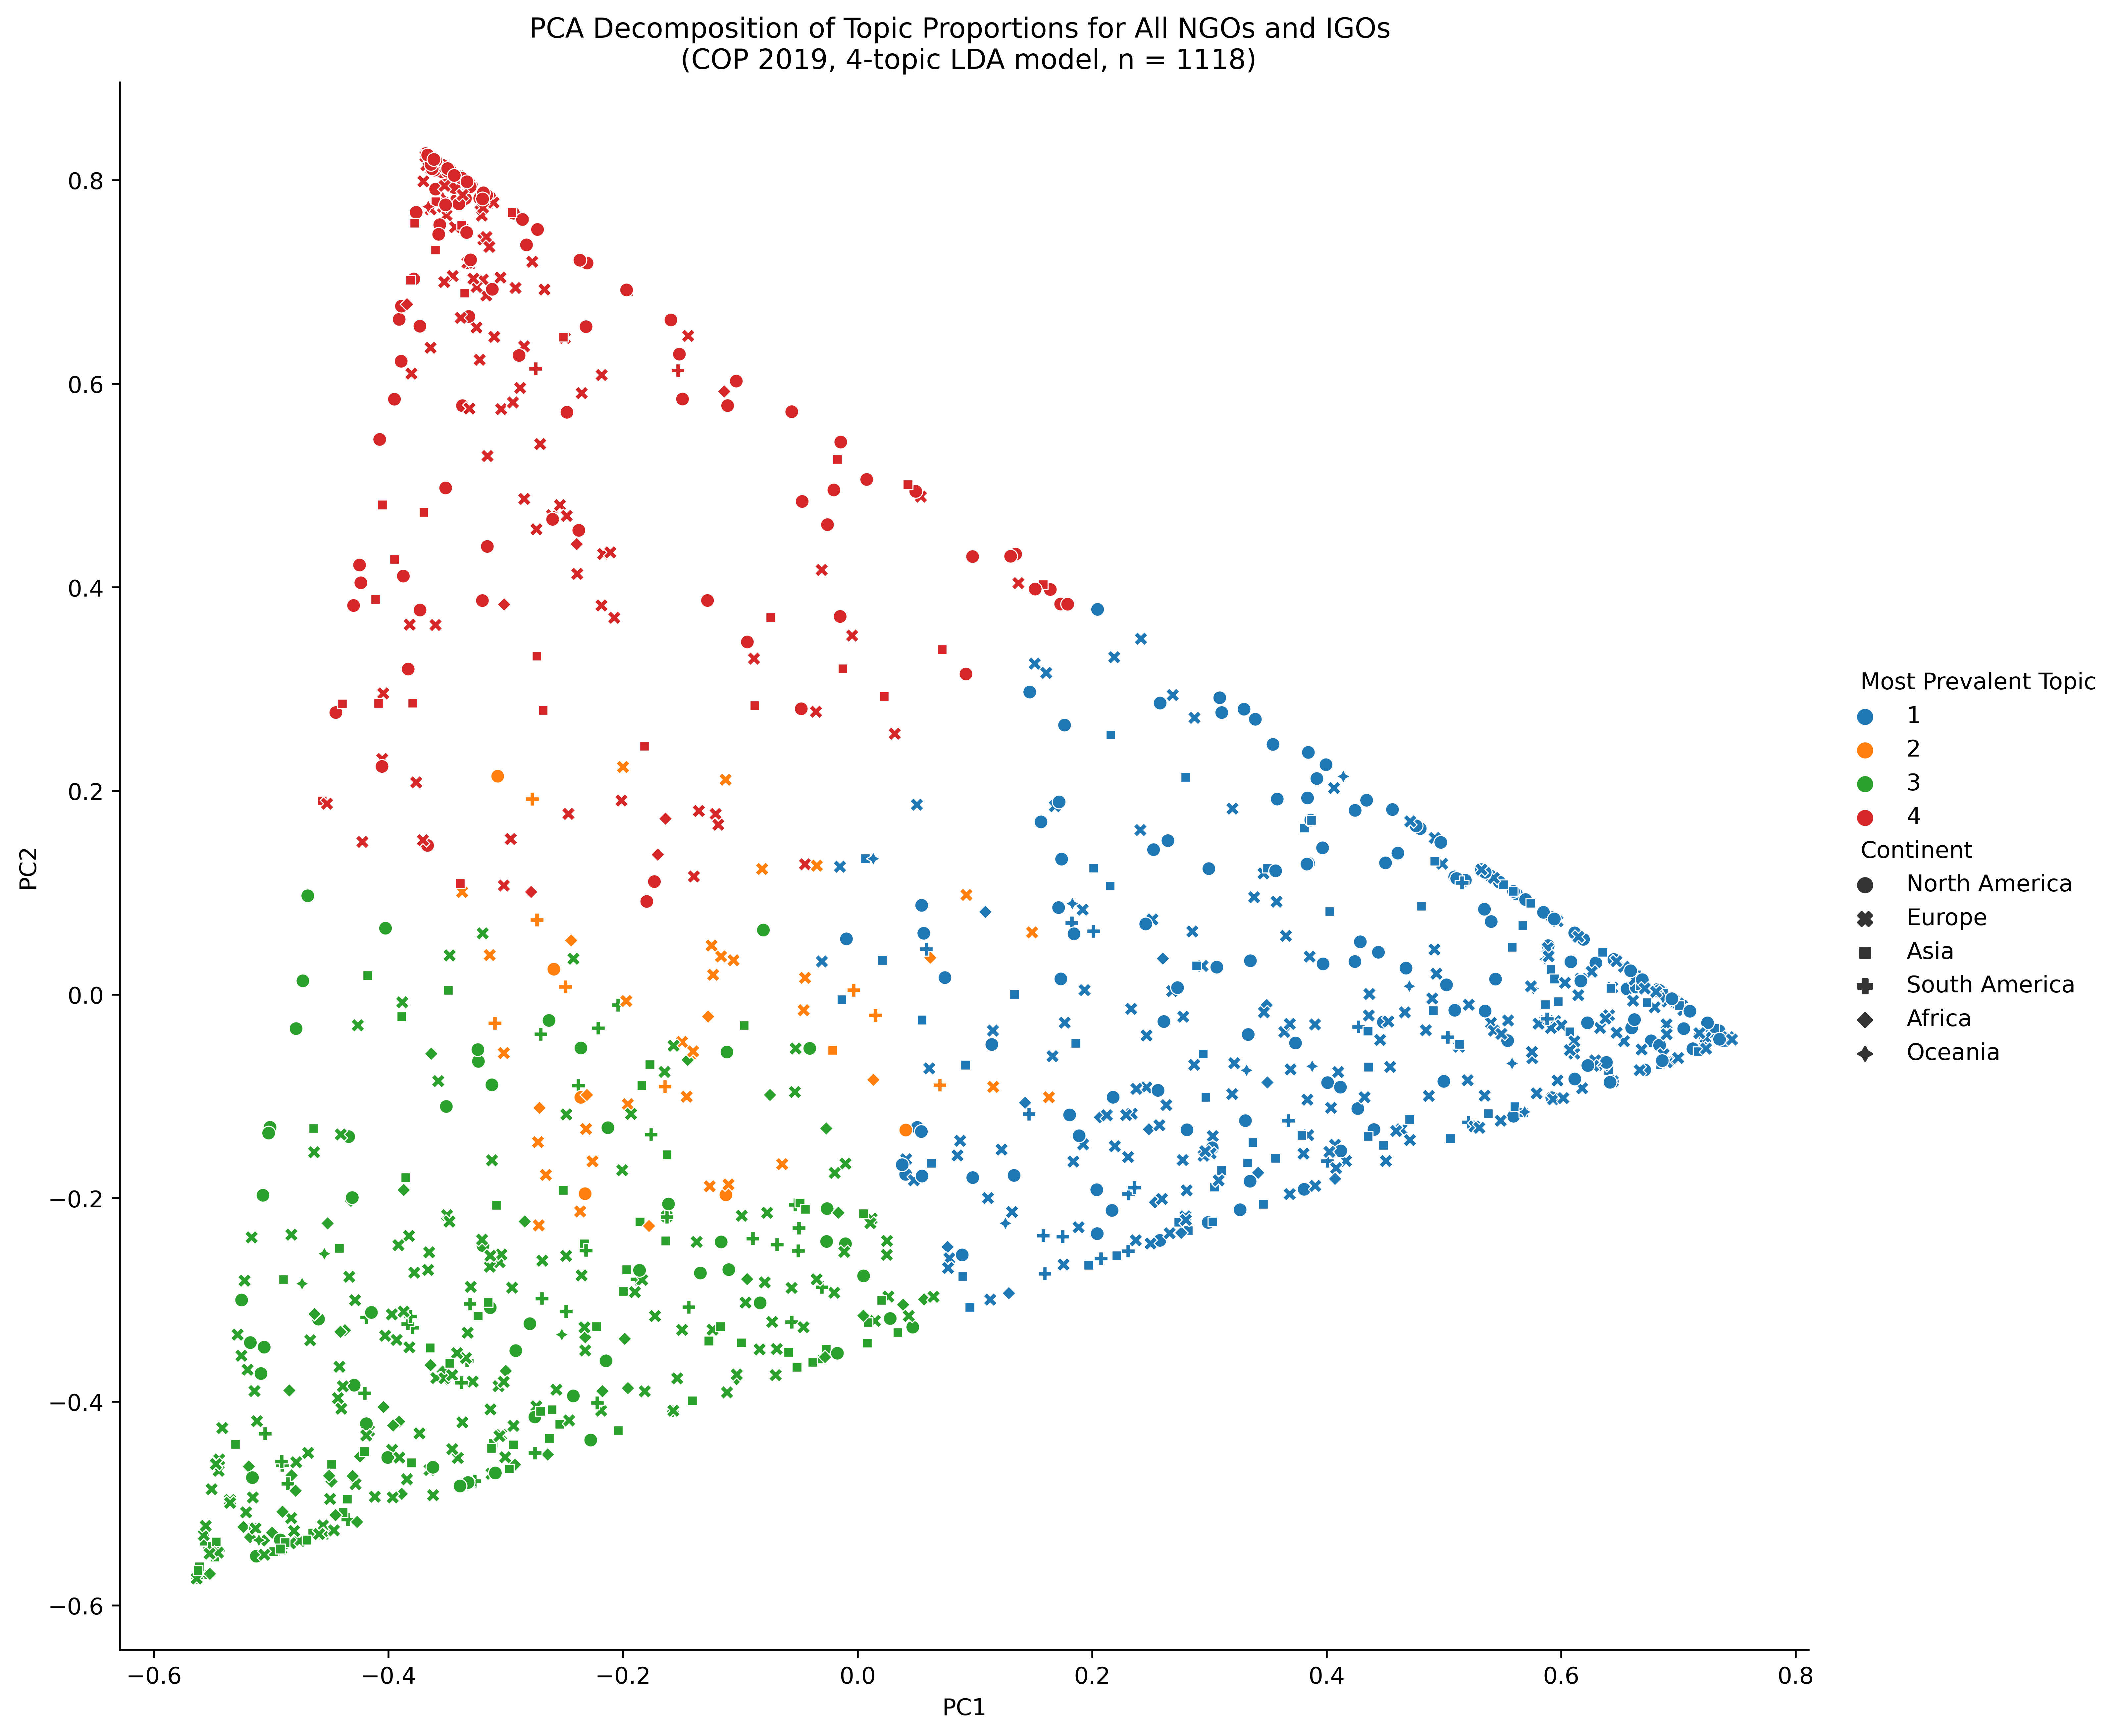 PCA Decomposition of Topic Proportions for All NGOs and IGOs
(COP 2019, 4-topic LDA model, n = 1118)
PC2
0.8
0.6
0.4
0.2
0.0
−0.2
−0.4
−0.6
−0.6
−0.4
−0.2
0.0
0.2
0.4
0.6
0.8
PC1
Most Prevalent Topic
1
2
3
4
Continent
North America
Europe
Asia
South America
Africa
Oceania